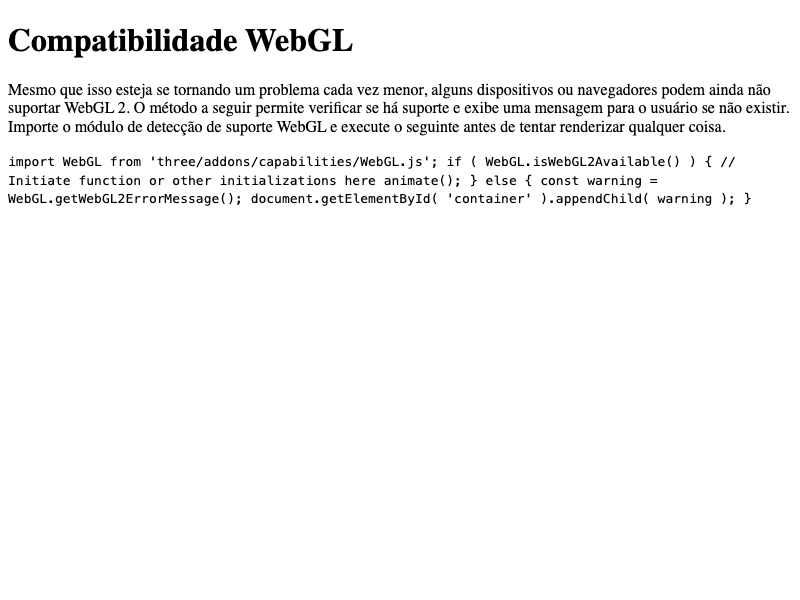 Compatibilidade WebGL
Mesmo que isso esteja se tornando um problema cada vez menor, alguns dispositivos ou navegadores podem ainda não
suportar WebGL 2. O método a seguir permite verificar se há suporte e exibe uma mensagem para o usuário se não existir.
Importe o módulo de detecção de suporte WebGL e execute o seguinte antes de tentar renderizar qualquer coisa.
import WebGL from 'three/addons/capabilities/WebGL.js'; if ( WebGL.isWebGL2Available() ) { //
Initiate function or other initializations here animate(); } else { const warning =
WebGL.getWebGL2ErrorMessage(); document.getElementById( 'container' ).appendChild( warning ); }